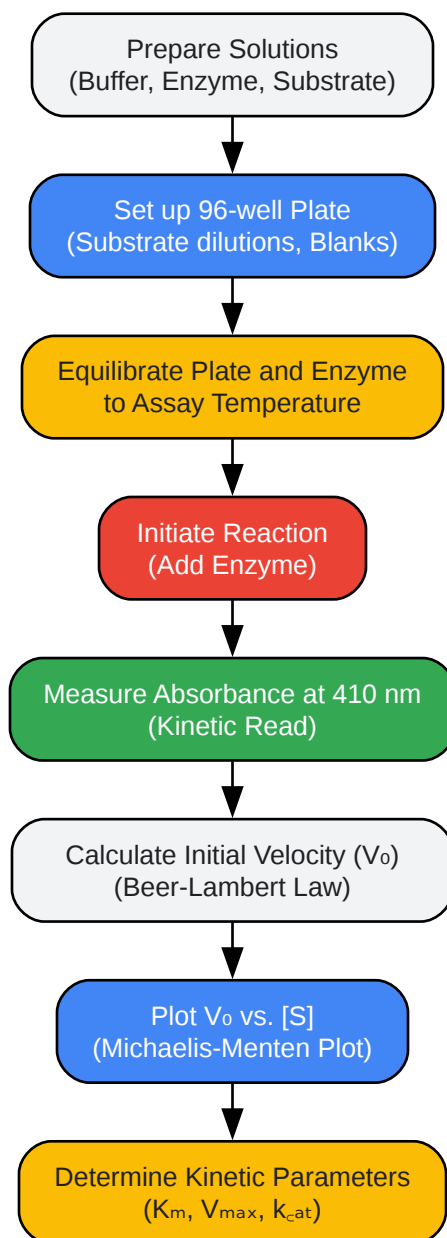 Prepare Solutions
(Buffer, Enzyme, Substrate)
Set up 96-well Plate
(Substrate dilutions, Blanks)
Equilibrate Plate and Enzyme
to Assay Temperature
Initiate Reaction
(Add Enzyme)
Measure Absorbance at 410 nm
(Kinetic Read)
Calculate Initial Velocity (V₀)
(Beer-Lambert Law)
Plot V₀ vs. [S]
(Michaelis-Menten Plot)
Determine Kinetic Parameters
(Kₘ, Vₘₐₓ, k꜀ₐₜ)